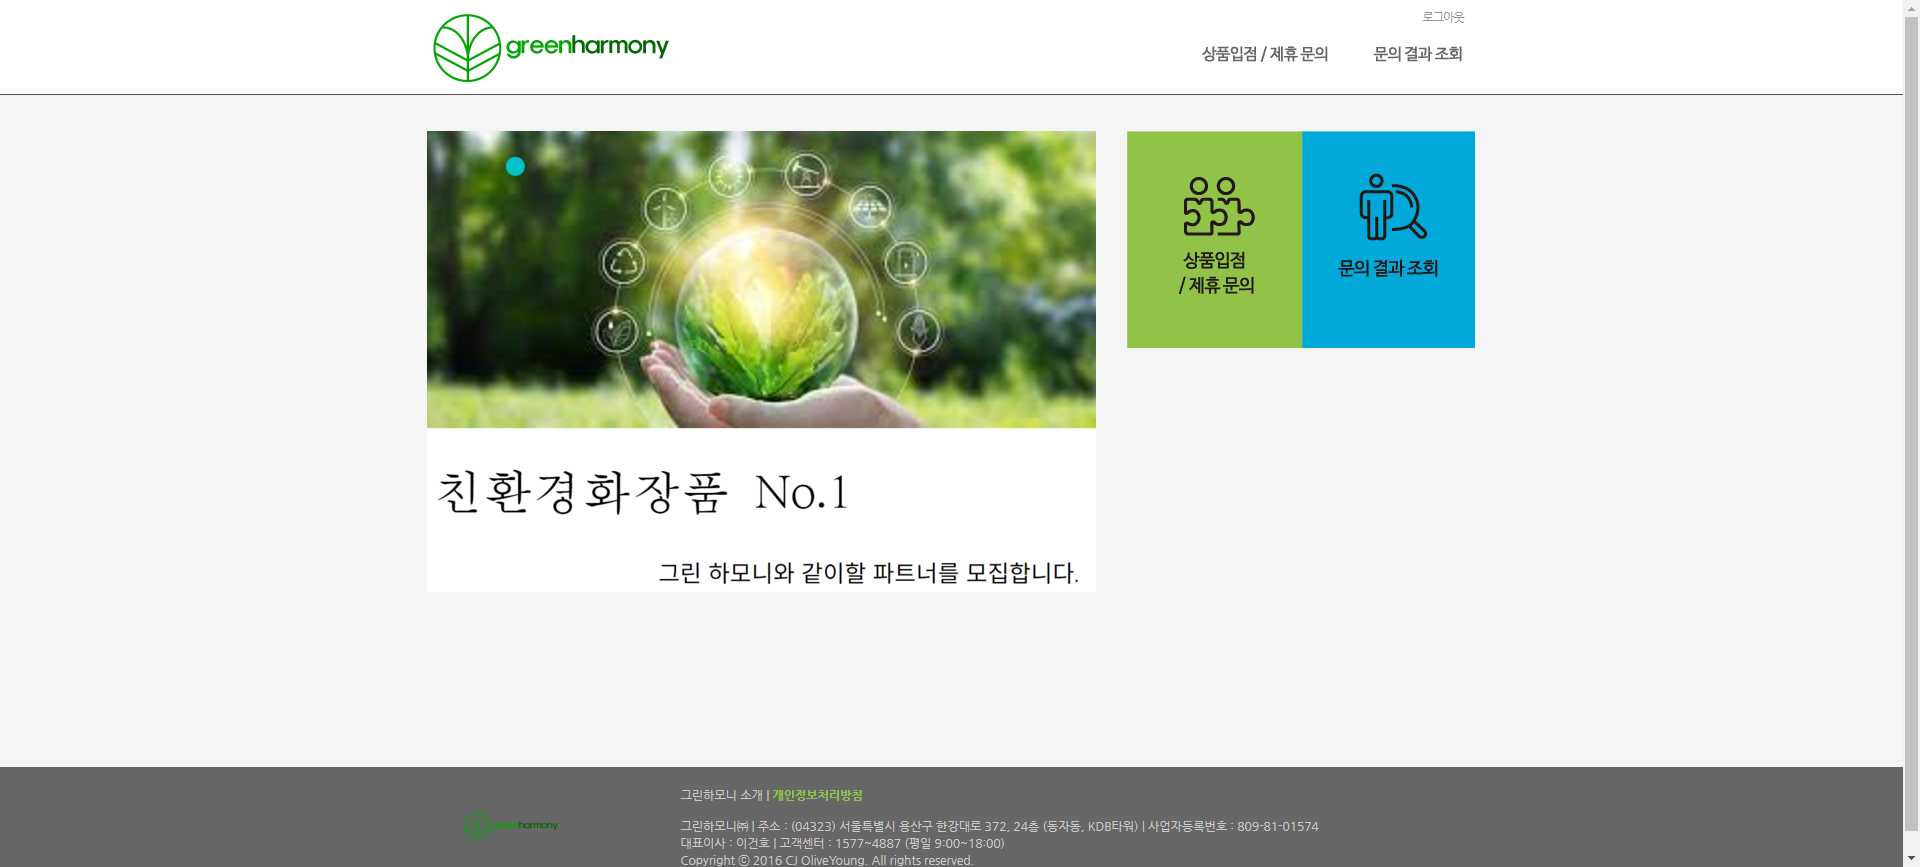 greenharmony
로그아웃
상품입점 / 제휴 문의
문의 결과 조회
상품입점
/ 제휴 문의
문의 결과 조회
친환경화장품 No.1
그린 하모니와 같이할 파트너를 모집합니다.
greenharmony
그린하모니 소개 | 개인정보처리방침
그린하모니㈜ | 주소 : (04323) 서울특별시 용산구 한강대로 372, 24층 (동자동, KDB타워) | 사업자등록번호 : 809-81-01574
대표이사 : 이건호 | 고객센터 : 1577~4887 (평일 9:00~18:00)
Copyright ⓒ 2016 CJ OliveYoung. All rights reserved.